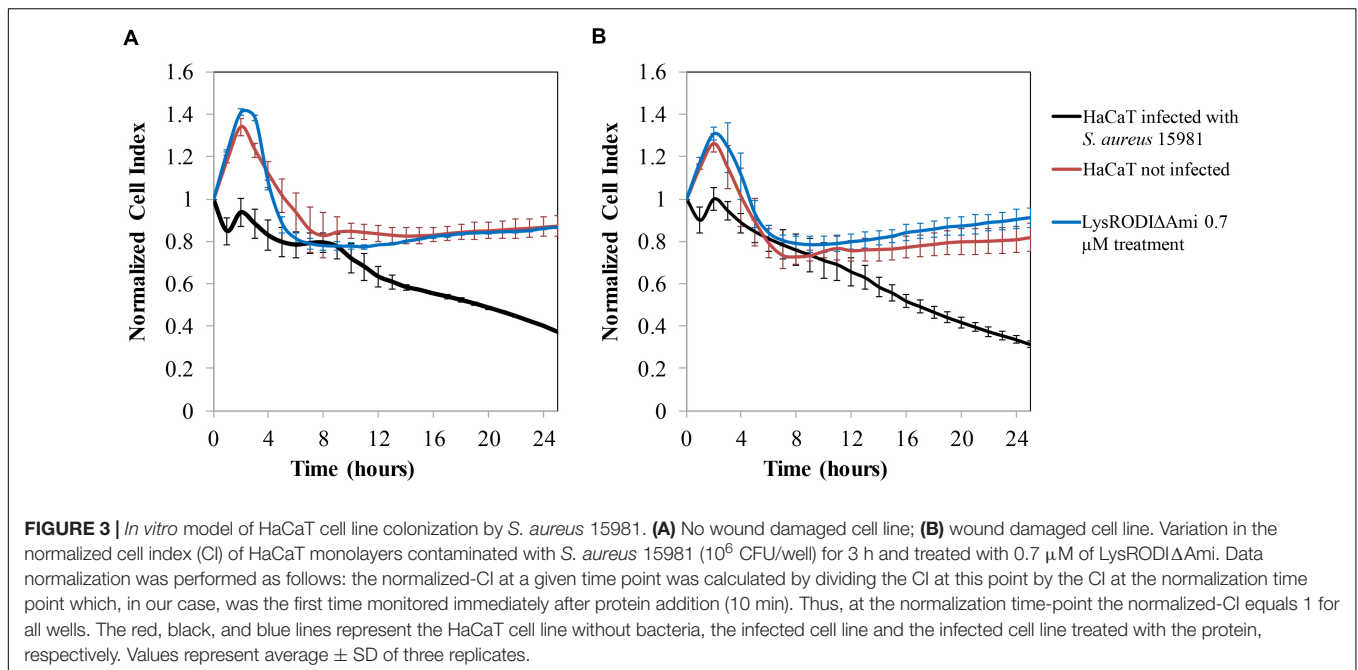 A
B
1.6
1.4
1.2
1
0.8
0.6
0.4
0.2
0
Normalized Cell Index
0 4 8 12 16 20 24
Time (hours)
1.6
1.4
1.2
1
0.8
0.6
0.4
0.2
0
Normalized Cell Index
0 4 8 12 16 20 24
Time (hours)
HaCaT infected with
S. aureus 15981
HaCaT not infected
LysRODIΔAmi 0.7
µM treatment
FIGURE 3 | In vitro model of HaCaT cell line colonization by S. aureus 15981. (A) No wound damaged cell line; (B) wound damaged cell line. Variation in the
normalized cell index (CI) of HaCaT monolayers contaminated with S. aureus 15981 (10⁶ CFU/well) for 3 h and treated with 0.7 µM of LysRODIΔAmi. Data
normalization was performed as follows: the normalized-CI at a given time point was calculated by dividing the CI at this point by the CI at the normalization time
point which, in our case, was the first time monitored immediately after protein addition (10 min). Thus, at the normalization time-point the normalized-CI equals 1 for
all wells. The red, black, and blue lines represent the HaCaT cell line without bacteria, the infected cell line and the infected cell line treated with the protein,
respectively. Values represent average ± SD of three replicates.